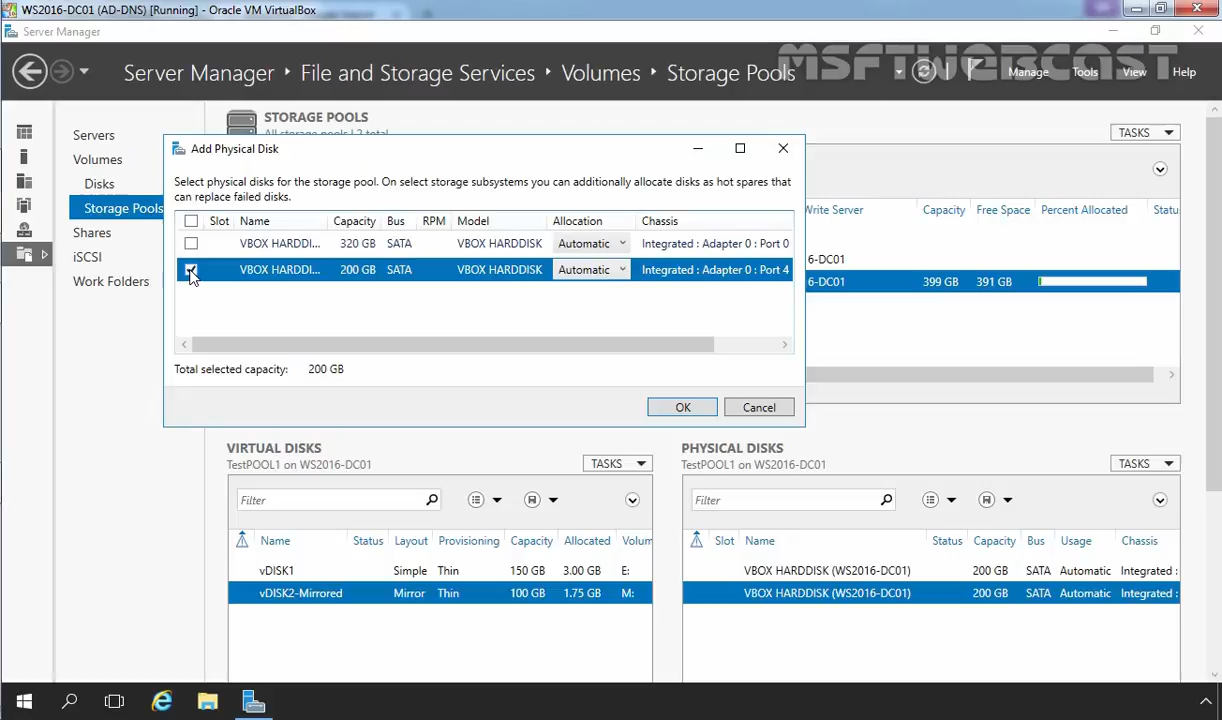 WS2016-DC01 (AD-DNS) [Running] - Oracle VM VirtualBox
Server Manager
Server Manager ‣ File and Storage Services ‣ Volumes ‣ Storage Pools
MSFTWEBCAST
Manage Tools View Help
Servers
Volumes
Disks
Storage Pools
Shares
iSCSI
Work Folders
STORAGE POOLS
All storage pools | 2 total
TASKS
Write Server Capacity Free Space Percent Allocated Statu
6-DC01
6-DC01 399 GB 391 GB
Add Physical Disk
Select physical disks for the storage pool. On select storage subsystems you can additionally allocate disks as hot spares that
can replace failed disks.
Slot Name Capacity Bus RPM Model Allocation Chassis
VBOX HARDDI... 320 GB SATA VBOX HARDDISK Automatic Integrated : Adapter 0 : Port 0
VBOX HARDDI... 200 GB SATA VBOX HARDDISK Automatic Integrated : Adapter 0 : Port 4
Total selected capacity: 200 GB
OK Cancel
VIRTUAL DISKS
TestPOOL1 on WS2016-DC01
TASKS
Filter
Name Status Layout Provisioning Capacity Allocated Volum
vDISK1 Simple Thin 150 GB 3.00 GB E:
vDISK2-Mirrored Mirror Thin 100 GB 1.75 GB M:
PHYSICAL DISKS
TestPOOL1 on WS2016-DC01
TASKS
Filter
Slot Name Status Capacity Bus Usage Chassis
VBOX HARDDISK (WS2016-DC01) 200 GB SATA Automatic Integrated :
VBOX HARDDISK (WS2016-DC01) 200 GB SATA Automatic Integrated :